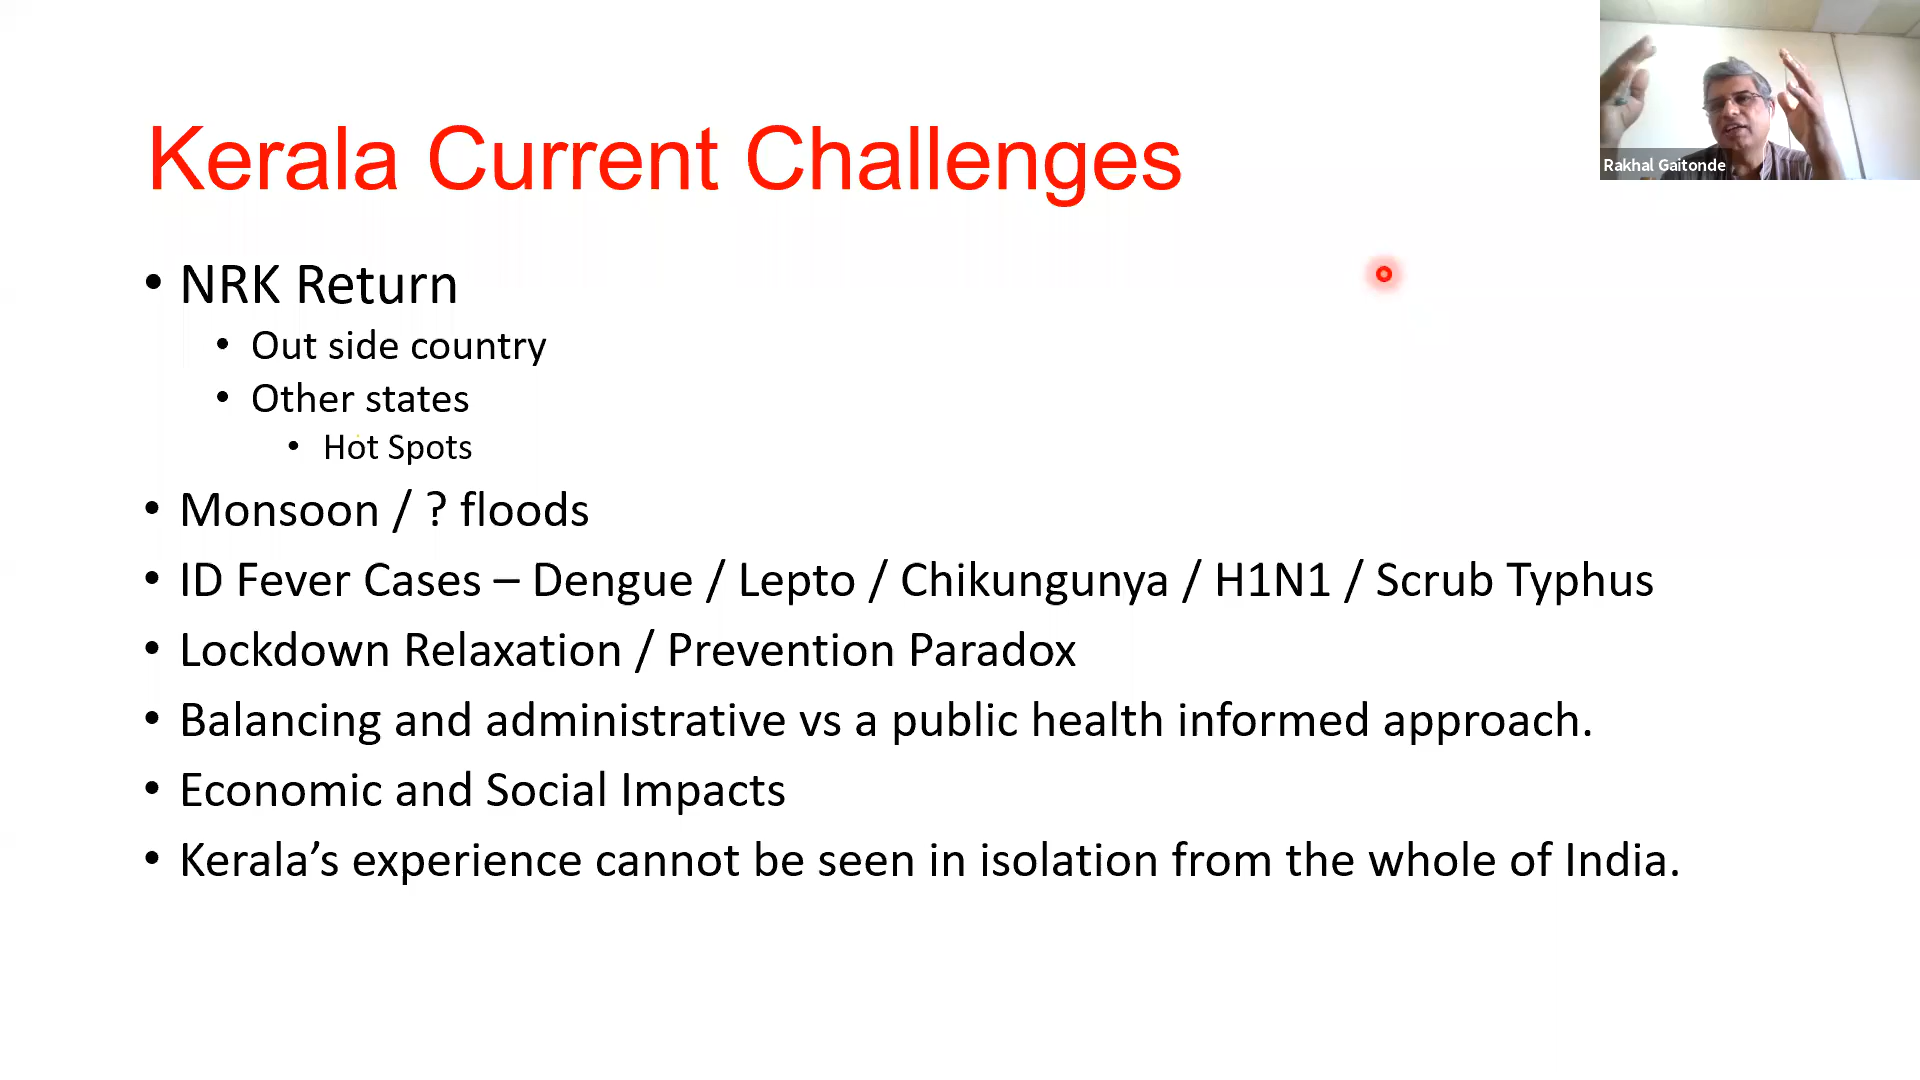 Rakhal Gaitonde
Kerala Current Challenges
• NRK Return
• Out side country
• Other states
• Hot Spots
• Monsoon / ? floods
• ID Fever Cases – Dengue / Lepto / Chikungunya / H1N1 / Scrub Typhus
• Lockdown Relaxation / Prevention Paradox
• Balancing and administrative vs a public health informed approach.
• Economic and Social Impacts
• Kerala’s experience cannot be seen in isolation from the whole of India.